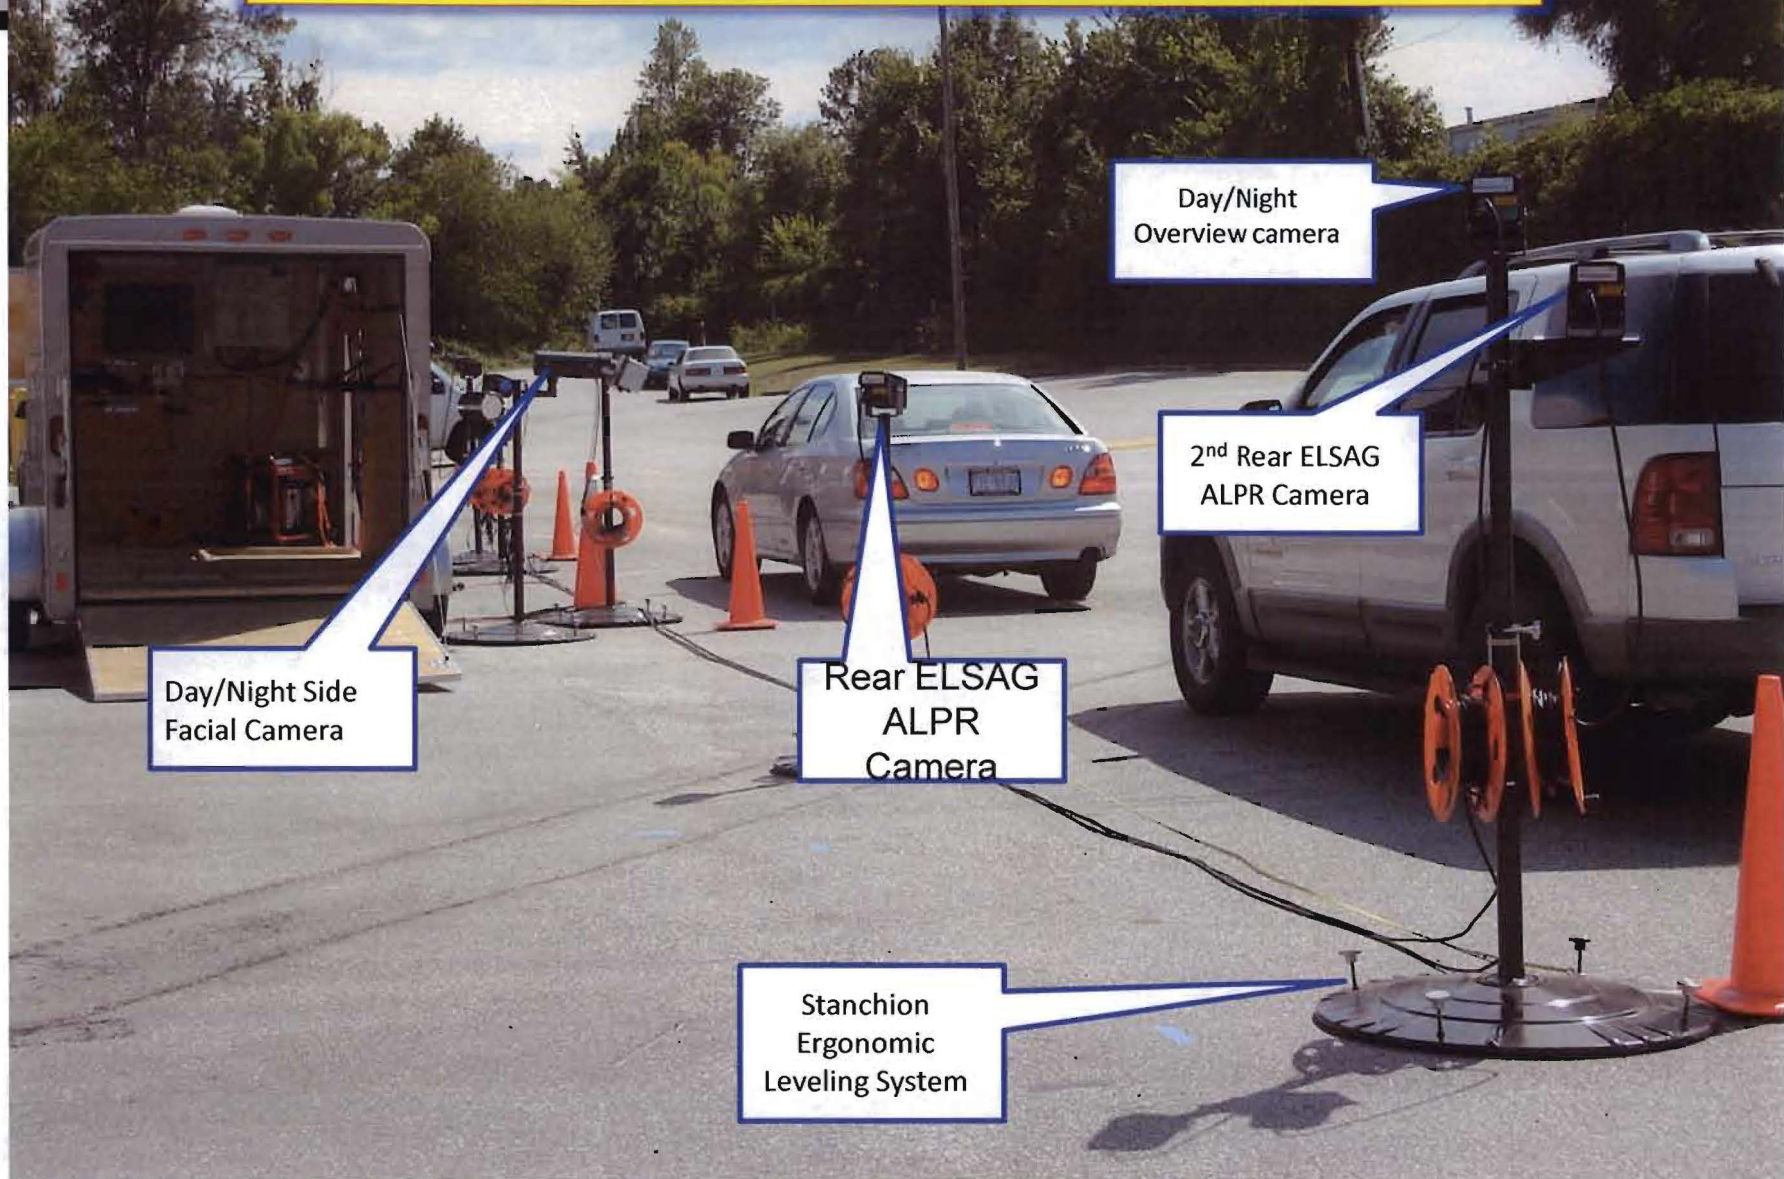 Day/Night
Overview camera
2nd Rear ELSAG
ALPR Camera
Day/Night Side
Facial Camera
Rear ELSAG
ALPR
Camera
Stanchion
Ergonomic
Leveling System